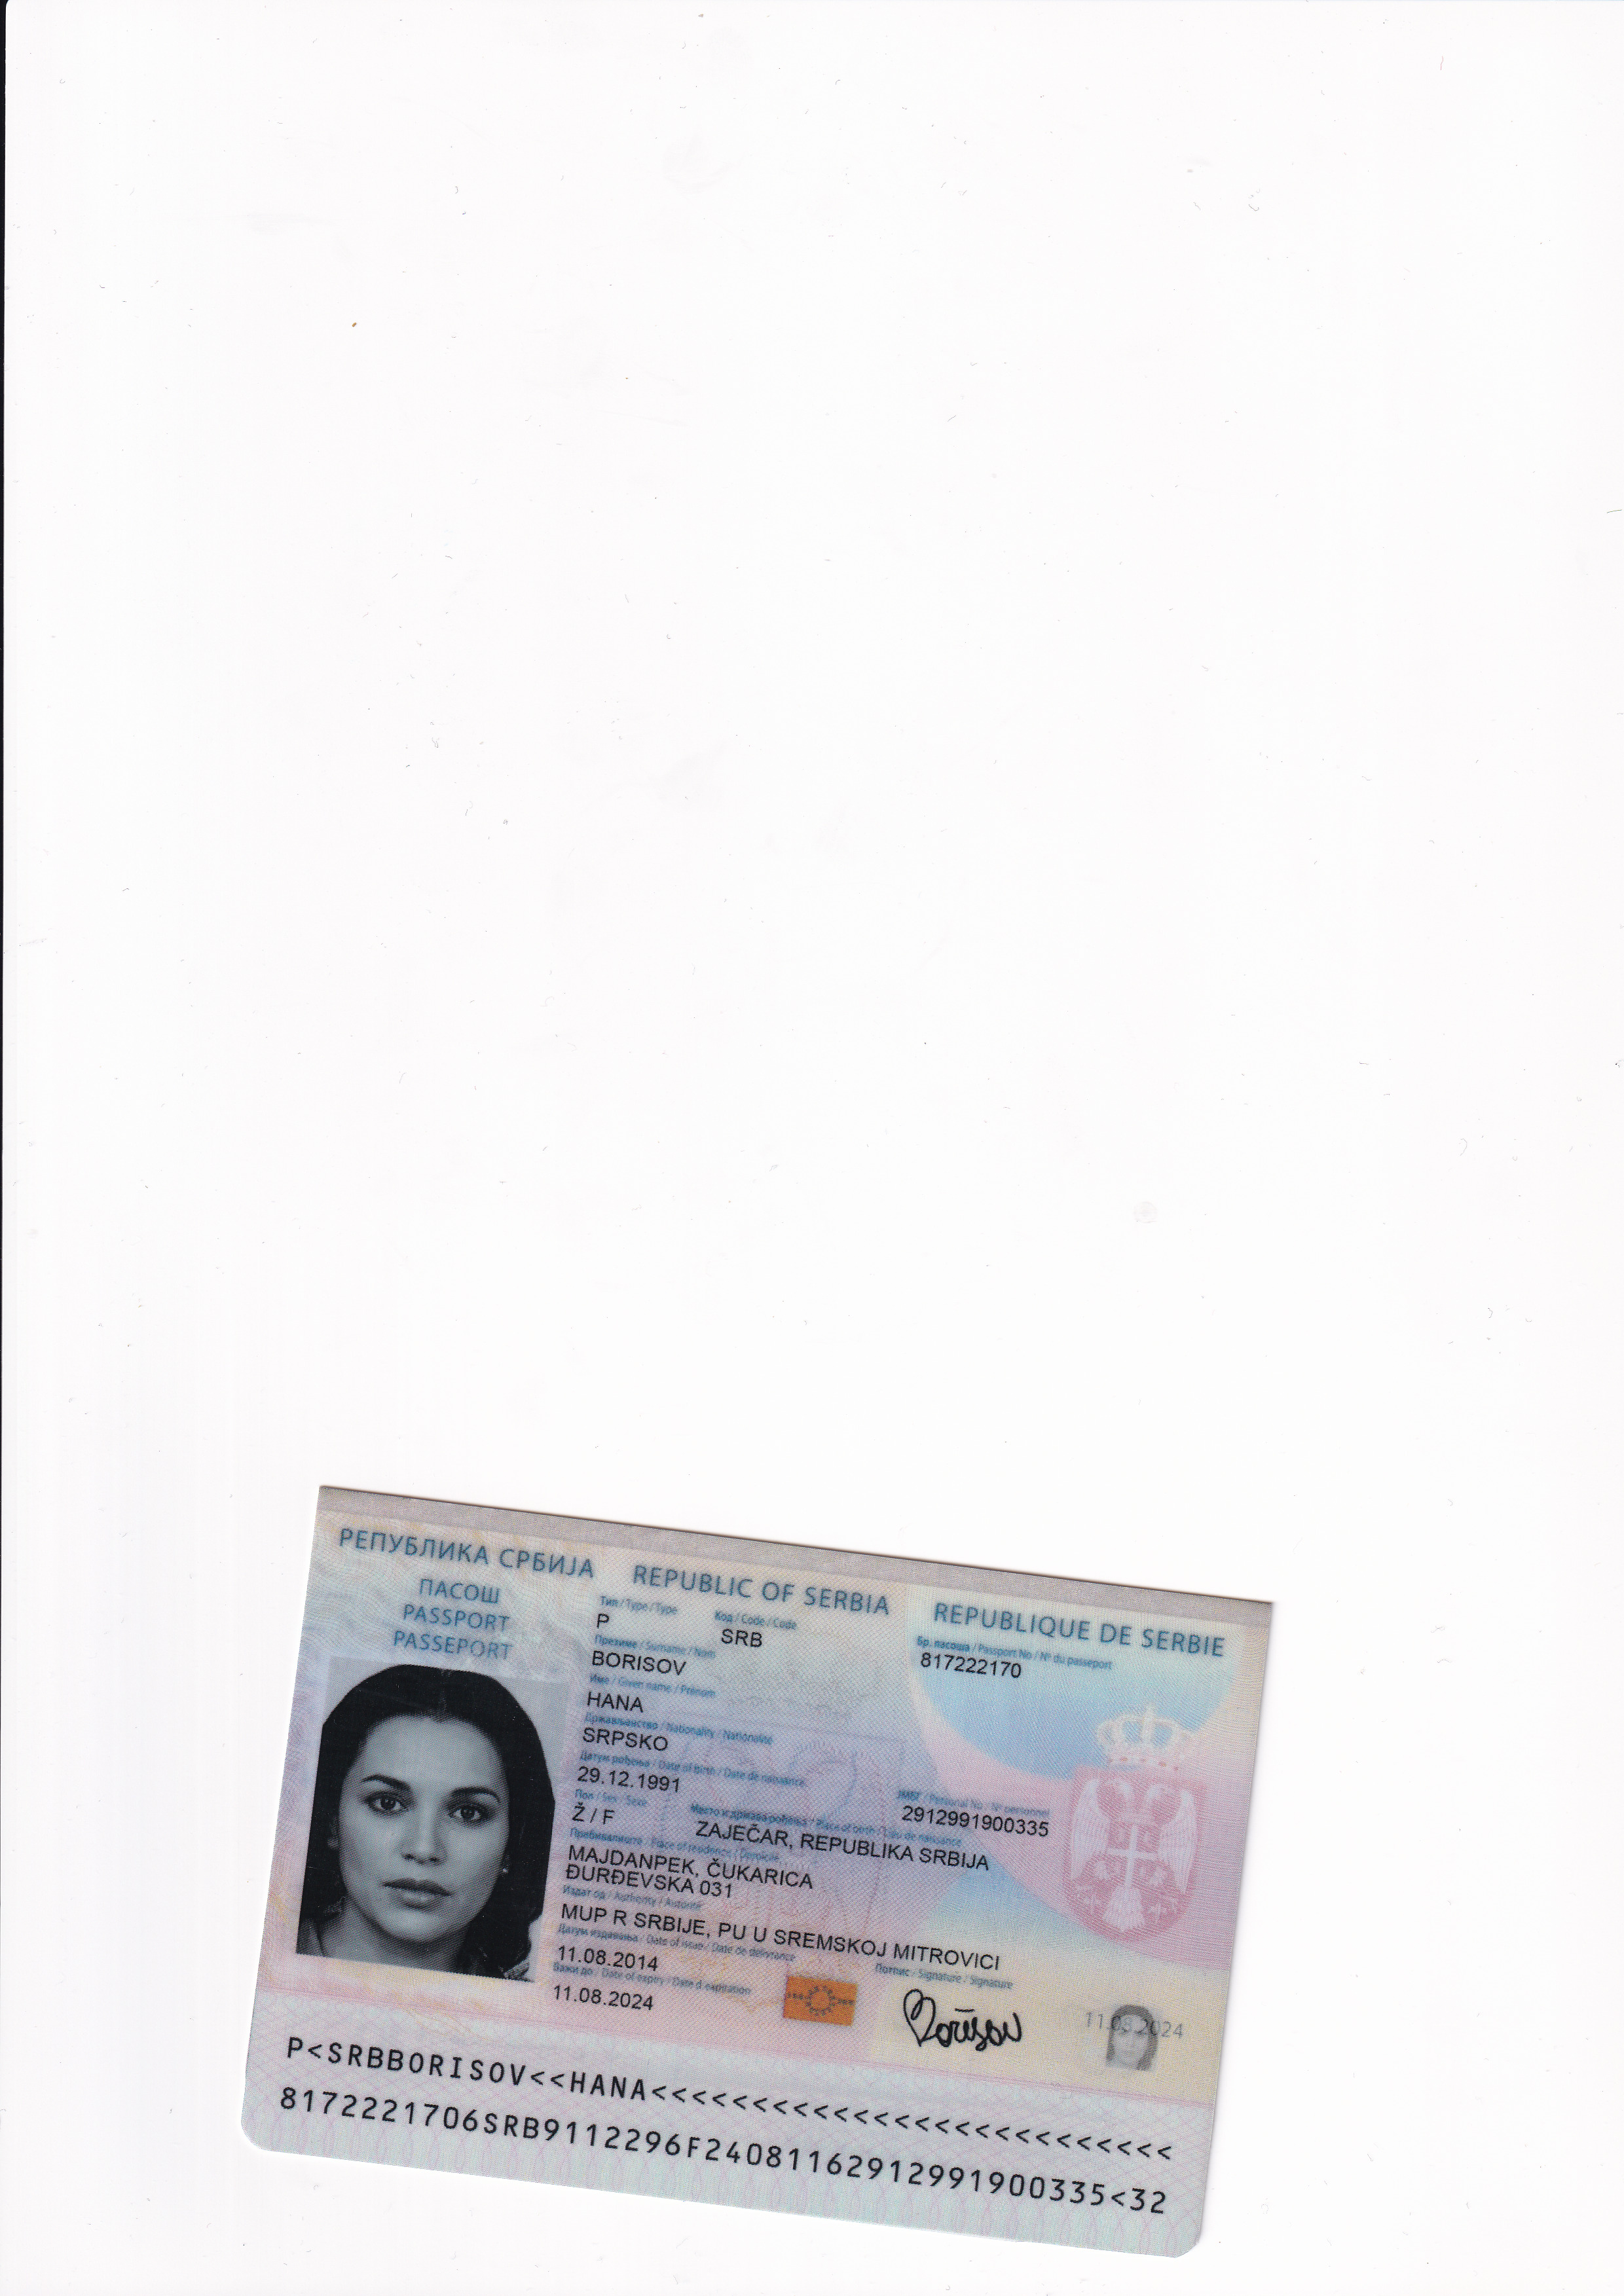 РЕПУБЛИКА СРБИЈА REPUBLIC OF SERBIA REPUBLIQUE DE SERBIE
ПАСОШ
PASSPORT
PASSEPORT
Тип / Type / Type Код / Code / Code Бр. пасоша / Passport No / Nº du passeport
P SRB 817222170
Презиме / Surname / Nom
BORISOV
Име / Given name / Prénom
HANA
Држављанство / Nationality / Nationalité
SRPSKO
Датум рођења / Date of birth / Date de naissance
29.12.1991
ЈМБГ / Personal No / Nº personnel
2912991900335
Пол / Sex / Sexe Место и држава рођења / Place of birth / Lieu de naissance
Ž / F ZAJEČAR, REPUBLIKA SRBIJA
Пребивалиште / Place of residence / Domicile
MAJDANPEK, ČUKARICA
ĐURĐEVSKA 031
Издат од / Authority / Autorité
MUP R SRBIJE, PU U SREMSKOJ MITROVICI
Датум издавања / Date of issue / Date de délivrance
11.08.2014
Важи до / Date of expiry / Date d'expiration
11.08.2024
Потпис / Signature / Signature
Borisov
11.08.2024
P<SRBBORISOV<<HANA<<<<<<<<<<<<<<<<<<<<<<<<<<
8172221706SRB9112296F24081162912991900335<32